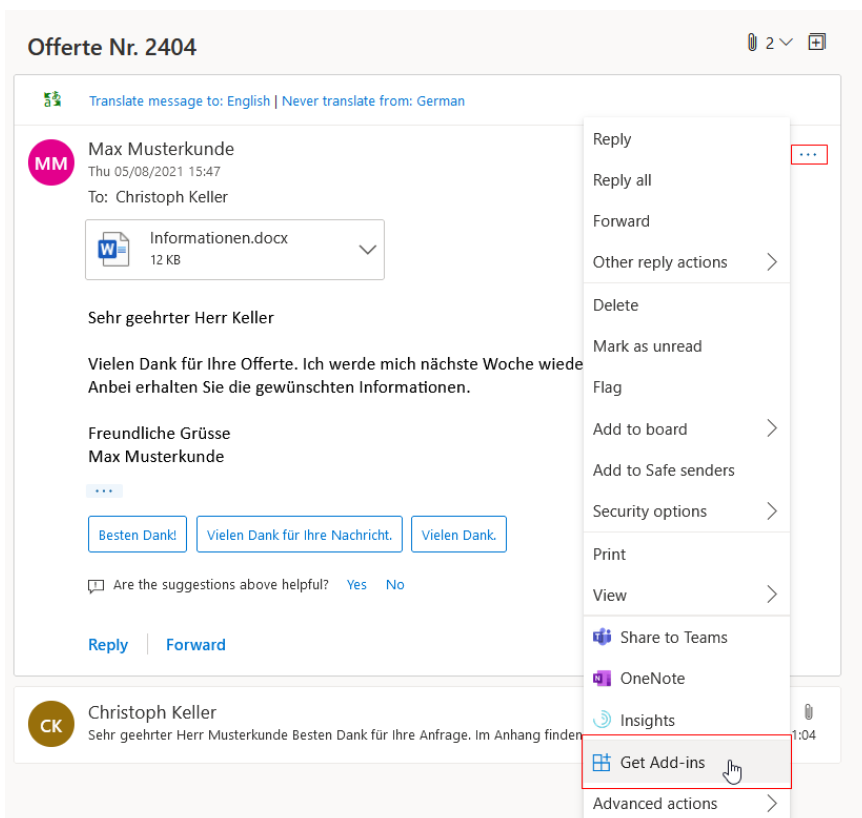 Offerte Nr. 2404
2
Translate message to: English | Never translate from: German
MM
Max Musterkunde
Thu 05/08/2021 15:47
To: Christoph Keller
Informationen.docx
12 KB
Sehr geehrter Herr Keller
Vielen Dank für Ihre Offerte. Ich werde mich nächste Woche wiede
Anbei erhalten Sie die gewünschten Informationen.
Freundliche Grüsse
Max Musterkunde
...
Besten Dank!
Vielen Dank für Ihre Nachricht.
Vielen Dank.
Are the suggestions above helpful? Yes No
Reply
Forward
CK
Christoph Keller
Sehr geehrter Herr Musterkunde Besten Dank für Ihre Anfrage. Im Anhang finden
1:04
...
Reply
Reply all
Forward
Other reply actions
Delete
Mark as unread
Flag
Add to board
Add to Safe senders
Security options
Print
View
Share to Teams
OneNote
Insights
Get Add-ins
Advanced actions